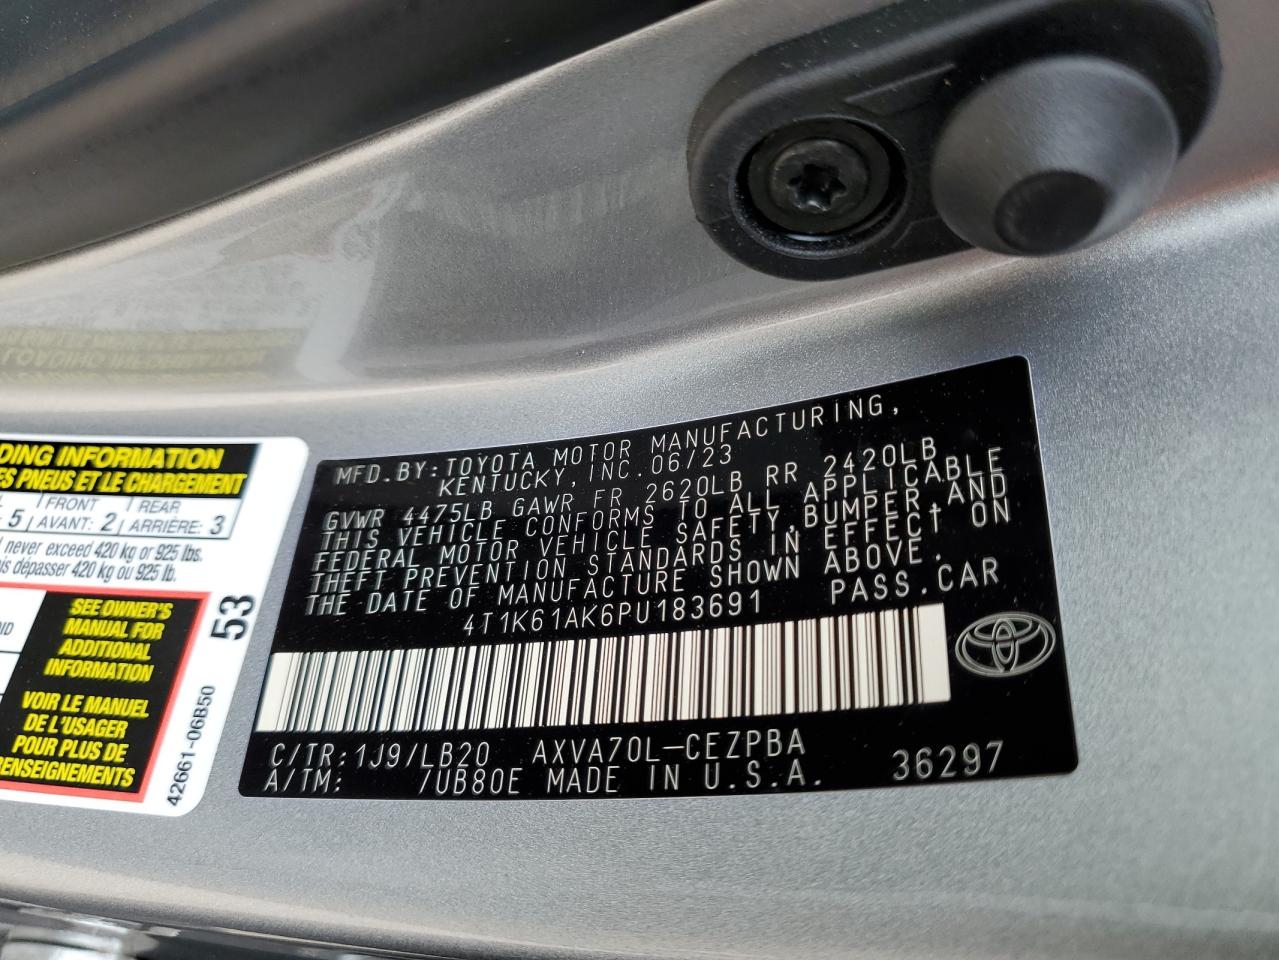 DING INFORMATION
ES PNEUS ET LE CHARGEMENT
5 | FRONT AVANT: 2 | REAR ARRIÈRE: 3
never exceed 420 kg or 925 lbs.
dépasser 420 kg ou 925 lb.
SEE OWNER'S
MANUAL FOR
ADDITIONAL
INFORMATION
VOIR LE MANUEL
DE L'USAGER
POUR PLUS DE
RENSEIGNEMENTS
53
42661-06B50
MFD.BY:TOYOTA MOTOR MANUFACTURING,
KENTUCKY,INC.06/23
GVWR 4475LB GAWR FR 2620LB RR 2420LB
THIS VEHICLE CONFORMS TO ALL APPLICABLE
FEDERAL MOTOR VEHICLE SAFETY,BUMPER,AND
THEFT PREVENTION STANDARDS IN EFFECT ON
THE DATE OF MANUFACTURE SHOWN ABOVE.
4T1K61AK6PU183691 PASS.CAR
C/TR:1J9/LB20 AXVA70L-CEZPBA
A/TM: /UB80E MADE IN U.S.A. 36297